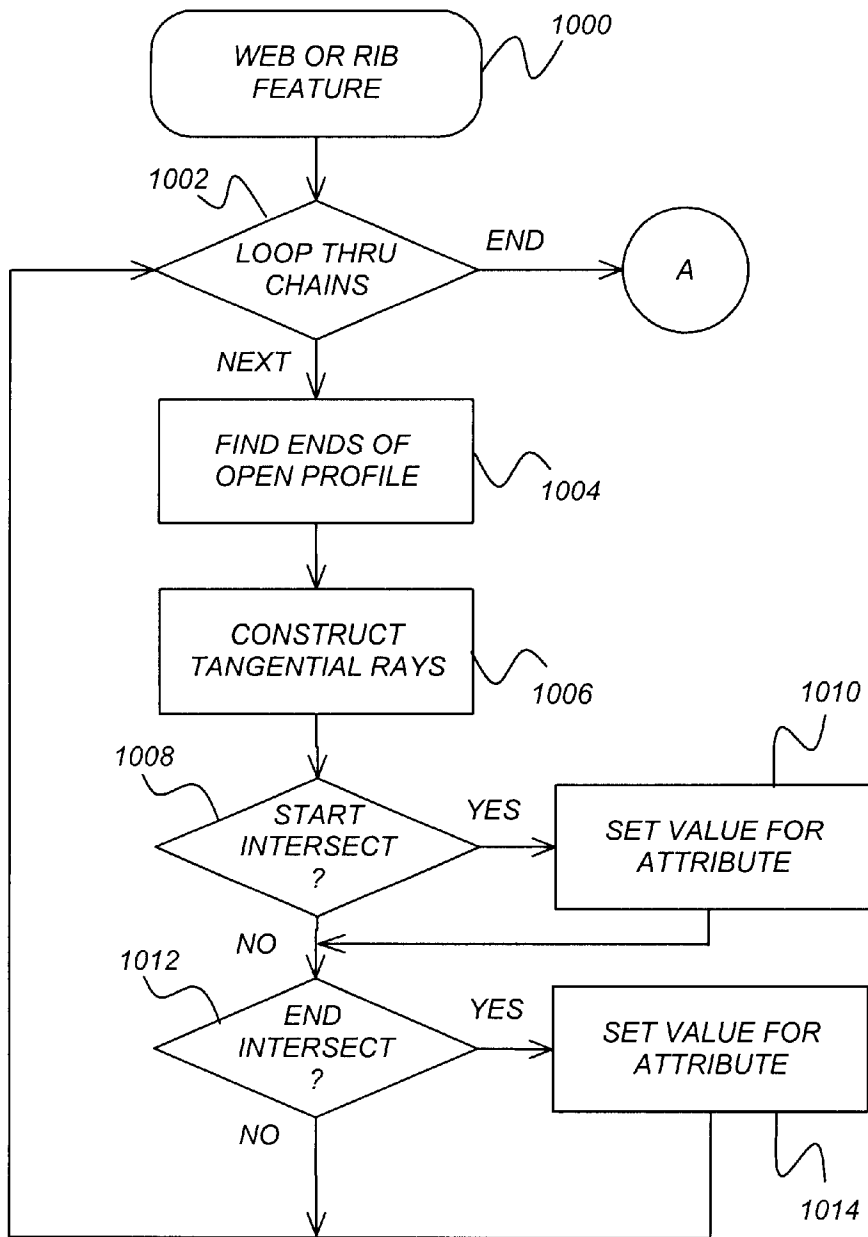 WEB OR RIB
FEATURE
1000
1002
LOOP THRU
CHAINS
END
A
NEXT
FIND ENDS OF
OPEN PROFILE
1004
CONSTRUCT
TANGENTIAL RAYS
1006
1008
START
INTERSECT
?
YES
1010
SET VALUE FOR
ATTRIBUTE
NO
1012
END
INTERSECT
?
YES
SET VALUE FOR
ATTRIBUTE
NO
1014